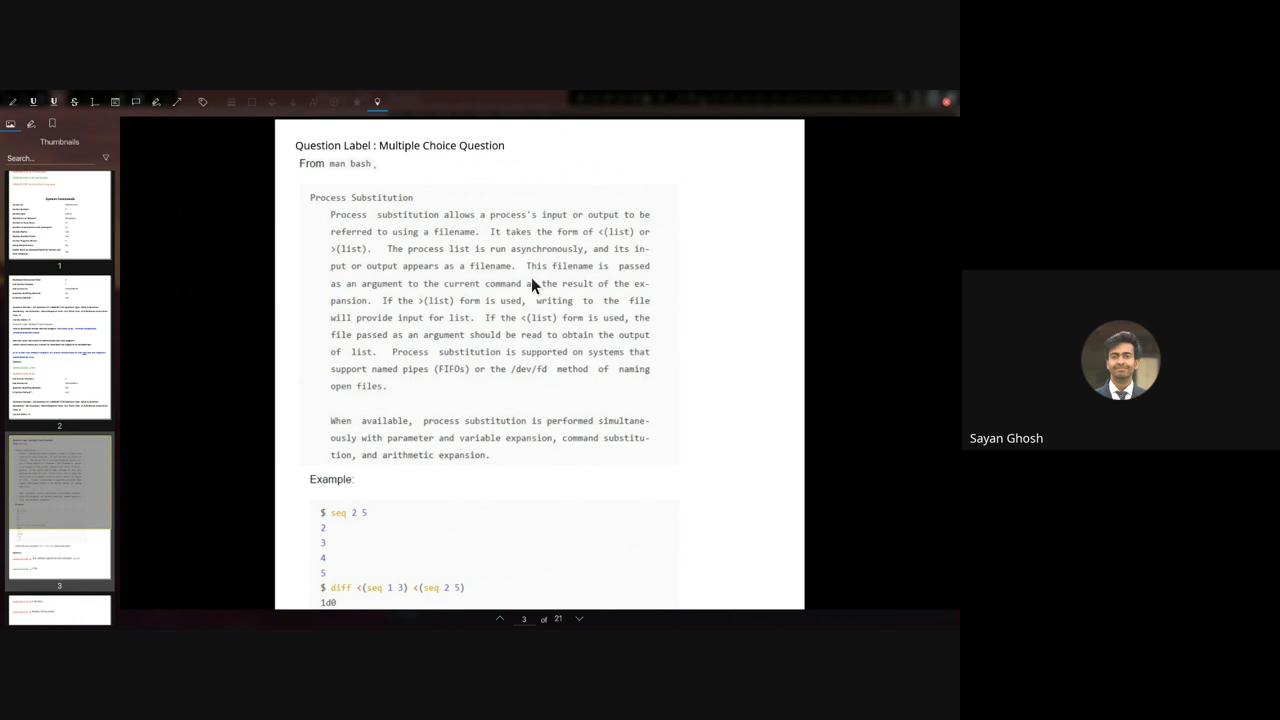 Thumbnails
Search...
System Commands
1
2
3
Question Label : Multiple Choice Question
From man bash ,
Process Substitution
Process substitution allows a process's input or output to be
referred to using a filename. It takes the form of <(list) or
>(list). The process list is run asynchronously, and its in-
put or output appears as a filename. This filename is passed
as an argument to the current command as the result of the ex-
pansion. If the >(list) form is used, writing to the file
will provide input for list. If the <(list) form is used, the
file passed as an argument should be read to obtain the output
of list. Process substitution is supported on systems that
support named pipes (FIFOs) or the /dev/fd method of naming
open files.
When available, process substitution is performed simultane-
ously with parameter and variable expansion, command substitu-
tion, and arithmetic expansion.
Example:
$ seq 2 5
2
3
4
5
$ diff <(seq 1 3) <(seq 2 5)
1d0
3 of 21
Sayan Ghosh